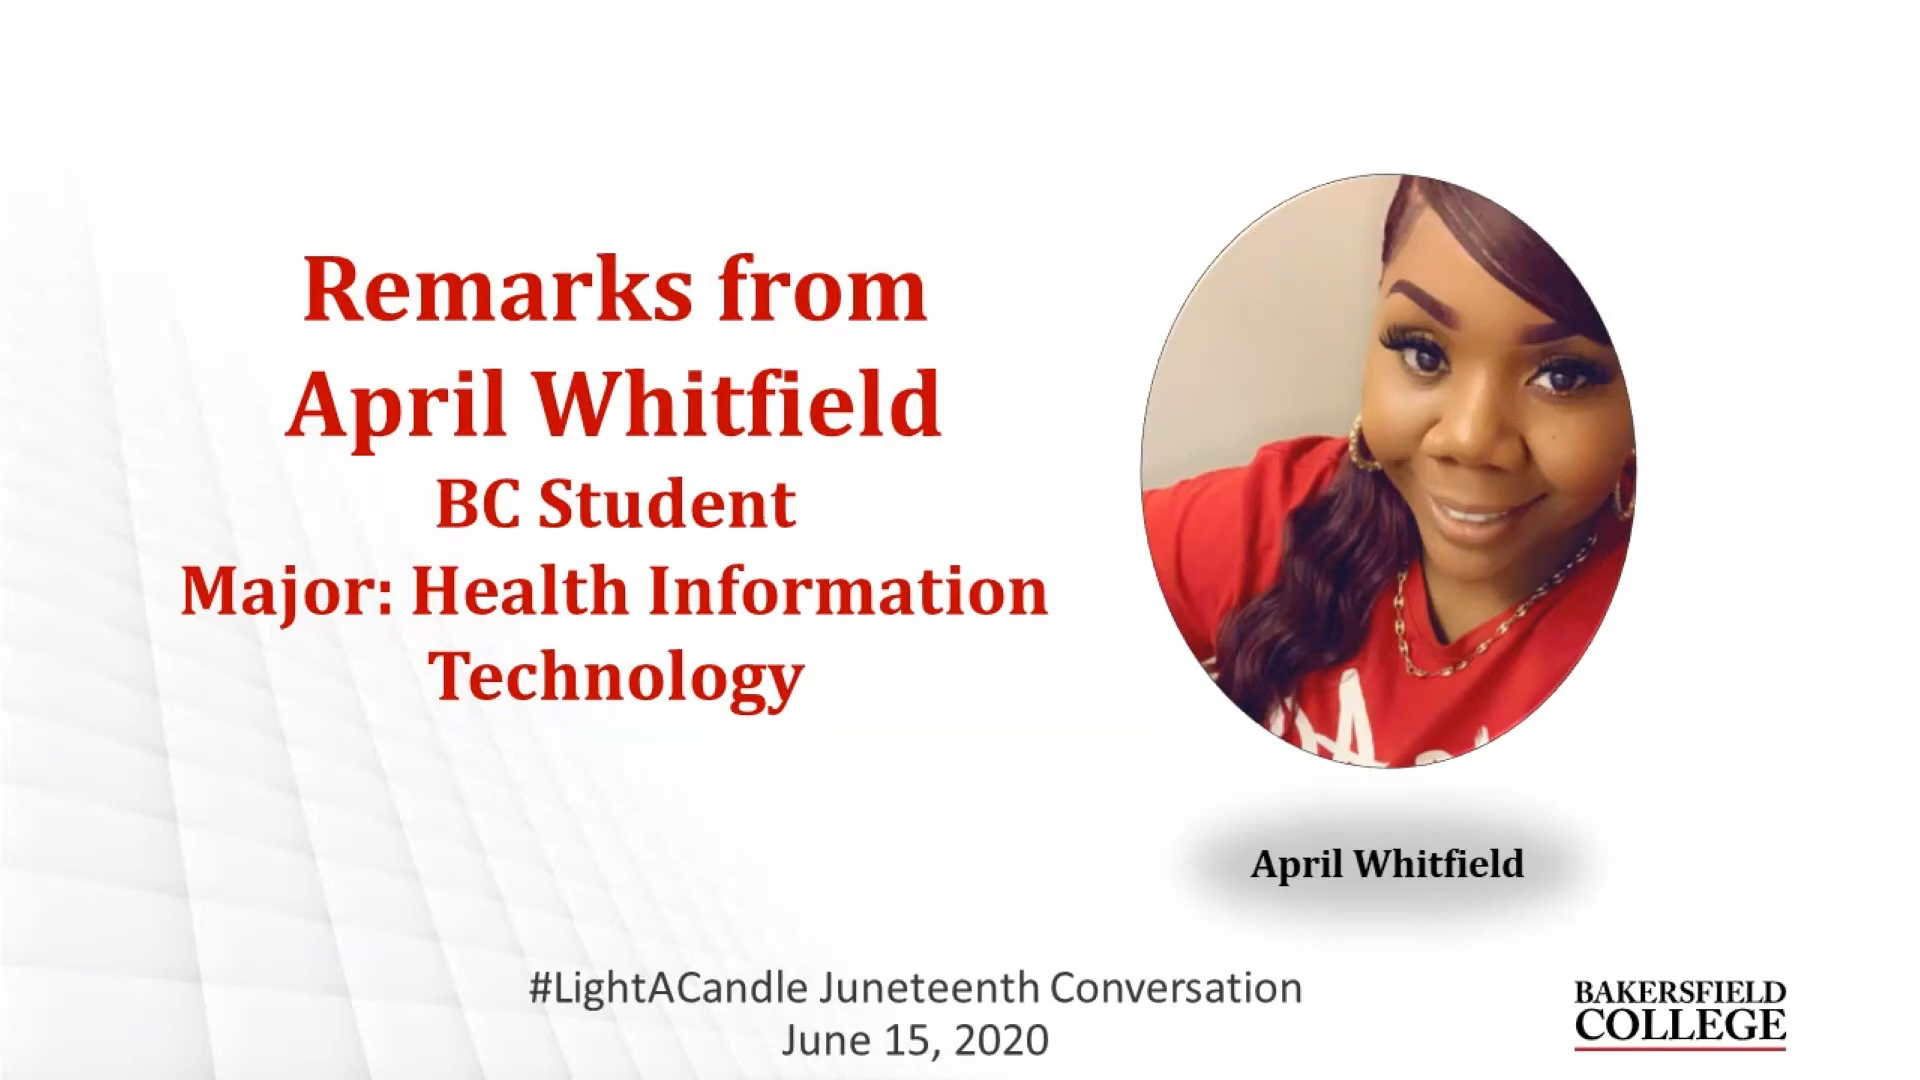 Remarks from
April Whitfield
BC Student
Major: Health Information
Technology
April Whitfield
#LightACandle Juneteenth Conversation
June 15, 2020
BAKERSFIELD
COLLEGE